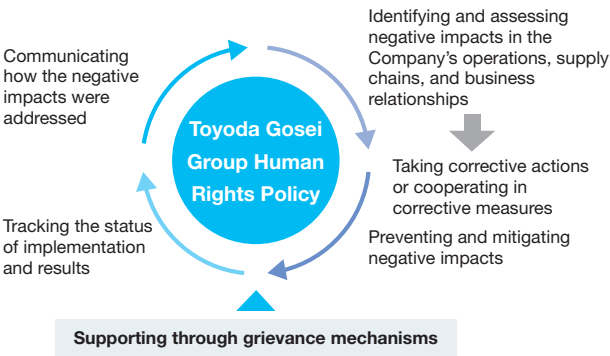 Identifying and assessing
negative impacts in the
Company's operations, supply
chains, and business
relationships
Taking corrective actions
or cooperating in
corrective measures
Preventing and mitigating
negative impacts
Tracking the status
of implementation
and results
Communicating
how the negative
impacts were
addressed
Toyoda Gosei
Group Human
Rights Policy
Supporting through grievance mechanisms